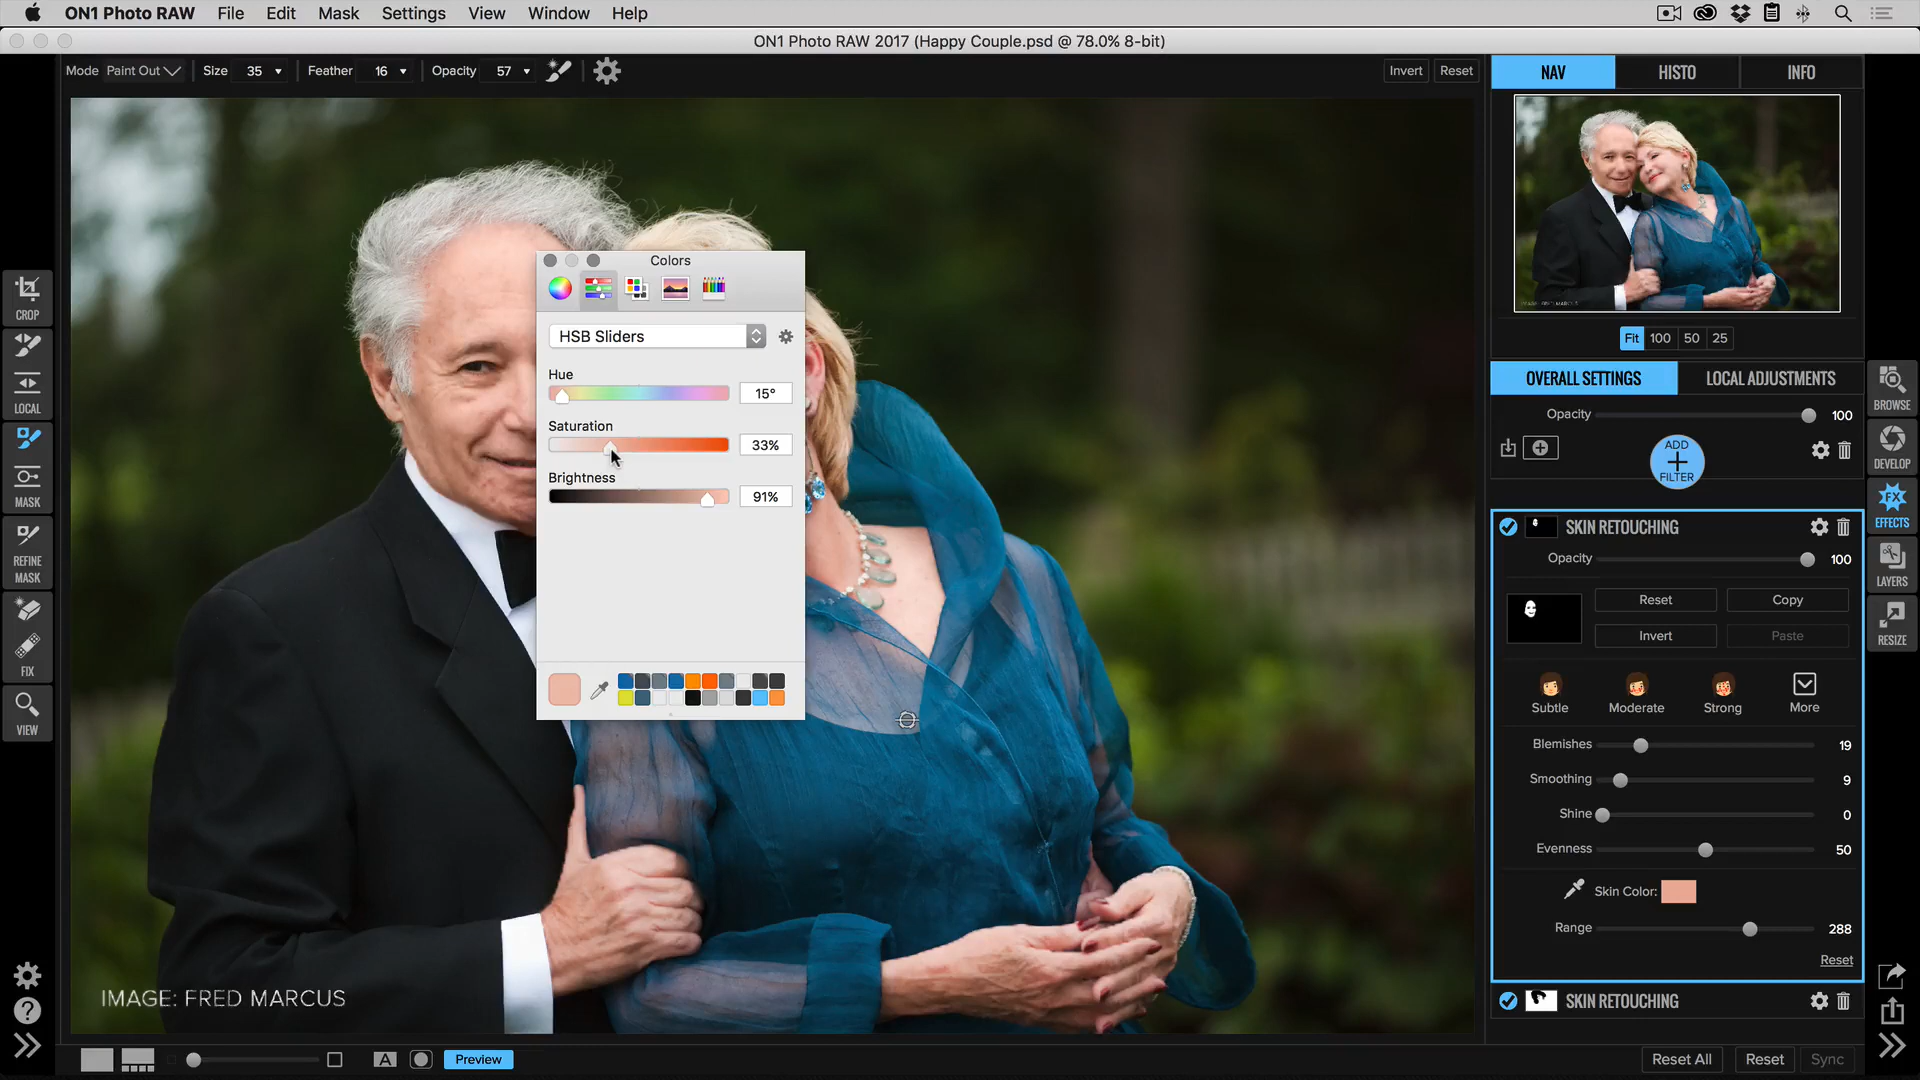 ON1 Photo RAW File Edit Mask Settings View Window Help
ON1 Photo RAW 2017 (Happy Couple.psd @ 78.0% 8-bit)
Mode Paint Out Size 35 Feather 16 Opacity 57 Invert Reset
NAV HISTO INFO
Fit 100 50 25
OVERALL SETTINGS LOCAL ADJUSTMENTS
Opacity 100
ADD
FILTER
SKIN RETOUCHING
Opacity 100
Reset Copy
Invert Paste
Subtle Moderate Strong More
Blemishes 19
Smoothing 9
Shine 0
Evenness 50
Skin Color:
Range 288
Reset
SKIN RETOUCHING
Reset All Reset Sync
CROP
LOCAL
MASK
REFINE
MASK
FIX
VIEW
Colors
HSB Sliders
Hue
15°
Saturation
33%
Brightness
91%
BROWSE
DEVELOP
FX
EFFECTS
LAYERS
RESIZE
IMAGE: FRED MARCUS
A Preview